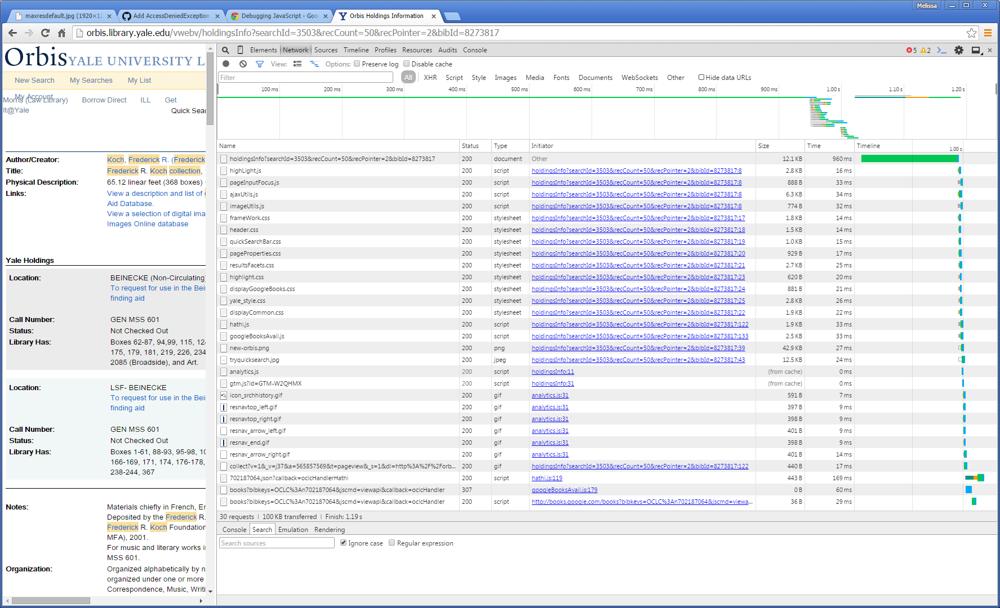 Melissa
maxresdefault.jpg (1920×12
Add AccessDeniedException
Debugging JavaScript - Goo
Orbis Holdings Information
orbis.library.yale.edu/vwebv/holdingsInfo?searchId=3503&recCount=50&recPointer=2&bibId=8273817
Orbis YALE UNIVERSITY L
New Search My Searches My List
My Account
Morris (Law Library) Borrow Direct ILL Get
It@Yale
Quick Sear
Author/Creator: Koch, Frederick R. (Frederick
Title: Frederick R. Koch collection,
Physical Description: 65.12 linear feet (368 boxes)
Links: View a description and list of
Aid Database.
View a selection of digital ima
Images Online database
Yale Holdings
Location: BEINECKE (Non-Circulating)
To request for use in the Bei
finding aid
Call Number: GEN MSS 601
Status: Not Checked Out
Library Has: Boxes 62-87, 94,99, 115, 124
175, 179, 181, 219, 226, 234
2085 (Broadside), and Art.
Location: LSF- BEINECKE
To request for use in the Bei
finding aid
Call Number: GEN MSS 601
Status: Not Checked Out
Library Has: Boxes 1-61, 88-93, 95-98, 10
166-169, 171, 174, 176-178,
238-244, 367
Notes: Materials chiefly in French, En
Deposited by the Frederick R.
Frederick R. Koch Foundation
MFA), 2001.
For music and literary works i
MSS 601.
Organization: Organized alphabetically by n
organized under one or more
Correspondence, Music, Writi
Elements Network Sources Timeline Profiles Resources Audits Console
5 2
View: Options: Preserve log Disable cache
Filter All XHR Script Style Images Media Fonts Documents WebSockets Other Hide data URLs
100 ms 200 ms 300 ms 400 ms 500 ms 600 ms 700 ms 800 ms 900 ms 1.00 s 1.10 s 1.20 s
Name Status Type Initiator Size Time Timeline 1.00 s
holdingsInfo?searchId=3503&recCount=50&recPointer=2&bibId=8273817 200 document Other 12.1 KB 960 ms
highLight.js 200 script holdingsInfo?searchId=3503&recCount=50&recPointer=2&bibId=8273817:8 2.8 KB 16 ms
pageInputFocus.js 200 script holdingsInfo?searchId=3503&recCount=50&recPointer=2&bibId=8273817:8 888 B 33 ms
ajaxUtils.js 200 script holdingsInfo?searchId=3503&recCount=50&recPointer=2&bibId=8273817:8 6.3 KB 34 ms
imageUtils.js 200 script holdingsInfo?searchId=3503&recCount=50&recPointer=2&bibId=8273817:8 774 B 32 ms
frameWork.css 200 stylesheet holdingsInfo?searchId=3503&recCount=50&recPointer=2&bibId=8273817:17 1.8 KB 14 ms
header.css 200 stylesheet holdingsInfo?searchId=3503&recCount=50&recPointer=2&bibId=8273817:18 1.5 KB 14 ms
quickSearchBar.css 200 stylesheet holdingsInfo?searchId=3503&recCount=50&recPointer=2&bibId=8273817:19 1.0 KB 15 ms
pageProperties.css 200 stylesheet holdingsInfo?searchId=3503&recCount=50&recPointer=2&bibId=8273817:20 929 B 17 ms
resultsFacets.css 200 stylesheet holdingsInfo?searchId=3503&recCount=50&recPointer=2&bibId=8273817:21 2.7 KB 25 ms
highlight.css 200 stylesheet holdingsInfo?searchId=3503&recCount=50&recPointer=2&bibId=8273817:23 620 B 20 ms
displayGoogleBooks.css 200 stylesheet holdingsInfo?searchId=3503&recCount=50&recPointer=2&bibId=8273817:24 881 B 21 ms
yale_style.css 200 stylesheet holdingsInfo?searchId=3503&recCount=50&recPointer=2&bibId=8273817:25 2.8 KB 26 ms
displayCommon.css 200 stylesheet holdingsInfo?searchId=3503&recCount=50&recPointer=2&bibId=8273817:22 1.9 KB 22 ms
hathi.js 200 script holdingsInfo?searchId=3503&recCount=50&recPointer=2&bibId=8273817:122 1.9 KB 33 ms
googleBooksAvail.js 200 script holdingsInfo?searchId=3503&recCount=50&recPointer=2&bibId=8273817:133 2.5 KB 33 ms
new-orbis.png 200 png holdingsInfo?searchId=3503&recCount=50&recPointer=2&bibId=8273817:39 42.9 KB 27 ms
tryquicksearch.jpg 200 jpeg holdingsInfo?searchId=3503&recCount=50&recPointer=2&bibId=8273817:43 12.5 KB 24 ms
analytics.js 200 script holdingsInfo:11 (from cache) 0 ms
gtm.js?id=GTM-W2QHMX 200 script holdingsInfo:31 (from cache) 0 ms
icon_srchhistory.gif 200 gif analytics.js:31 591 B 7 ms
resnavtop_left.gif 200 gif analytics.js:31 397 B 9 ms
resnavtop_right.gif 200 gif analytics.js:31 398 B 9 ms
resnav_arrow_left.gif 200 gif analytics.js:31 401 B 9 ms
resnav_end.gif 200 gif analytics.js:31 398 B 9 ms
resnav_arrow_right.gif 200 gif analytics.js:31 401 B 14 ms
collect?v=1&_v=j37&a=565857569&t=pageview&_s=1&dl=http%3A%2F%2Forb... 200 gif holdingsInfo?searchId=3503&recCount=50&recPointer=2&bibId=8273817:122 440 B 17 ms
702187064.json?callback=oclcHandlerHathi 200 script hathi.js:119 443 B 169 ms
books?bibkeys=OCLC%3An702187064&jscmd=viewapi&callback=oclcHandler 307 googleBooksAvail.js:179 0 B 60 ms
books?bibkeys=OCLC%3An702187064&jscmd=viewapi&callback=oclcHandler 200 script http://books.google.com/books?bibkeys=OCLC%3An702187064&jscmd=viewa... 36 B 29 ms
30 requests | 100 KB transferred | Finish: 1.19 s
Console Search Emulation Rendering
Search sources Ignore case Regular expression